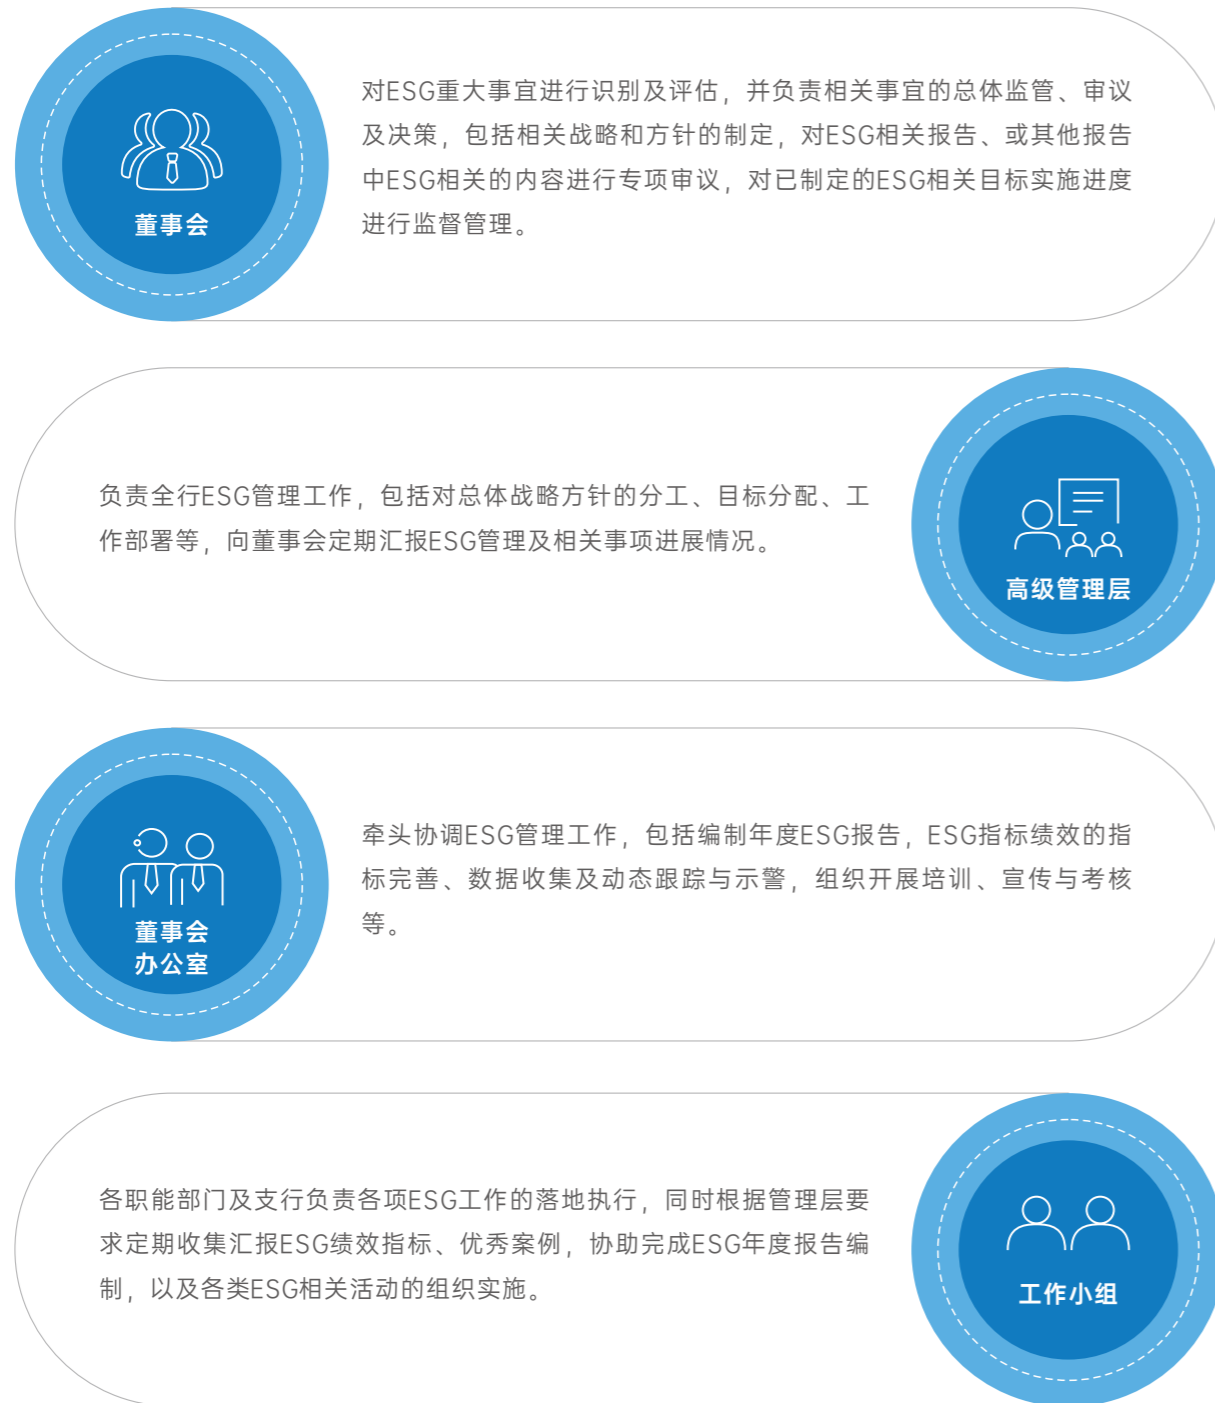 对ESG重大事宜进行识别及评估，并负责相关事宜的总体监管、审议
及决策，包括相关战略和方针的制定，对ESG相关报告、或其他报告
中ESG相关的内容进行专项审议，对已制定的ESG相关目标实施进度
进行监督管理。
董事会
负责全行ESG管理工作，包括对总体战略方针的分工、目标分配、工
作部署等，向董事会定期汇报ESG管理及相关事项进展情况。
高级管理层
牵头协调ESG管理工作，包括编制年度ESG报告，ESG指标绩效的指
标完善、数据收集及动态跟踪与示警，组织开展培训、宣传与考核
等。
董事会
办公室
各职能部门及支行负责各项ESG工作的落地执行，同时根据管理层要
求定期收集汇报ESG绩效指标、优秀案例，协助完成ESG年度报告编
制，以及各类ESG相关活动的组织实施。
工作小组